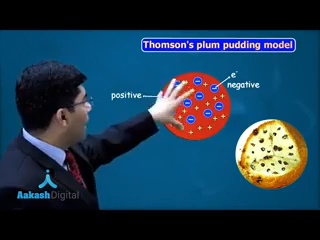 Thomson's plum pudding model
e⁻
negative
positive
Aakash Digital